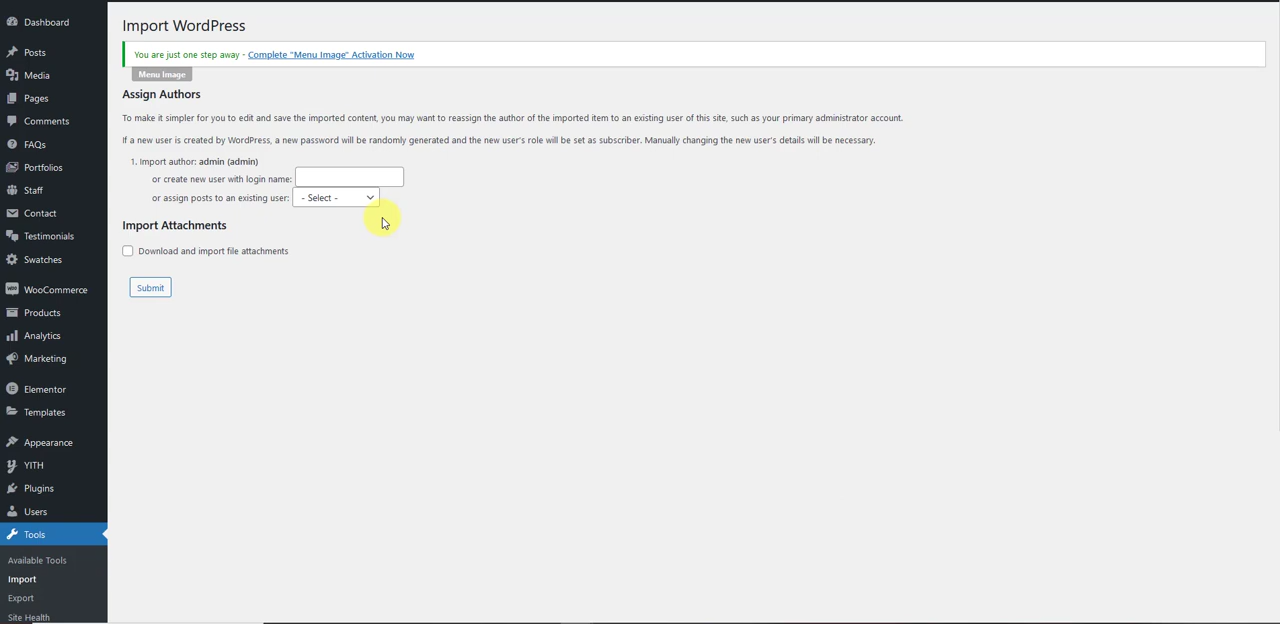 Dashboard
Posts
Media
Pages
Comments
FAQs
Portfolios
Staff
Contact
Testimonials
Swatches
WooCommerce
Products
Analytics
Marketing
Elementor
Templates
Appearance
YITH
Plugins
Users
Tools
Available Tools
Import
Export
Site Health
Import WordPress
You are just one step away - Complete "Menu Image" Activation Now
Menu Image
Assign Authors
To make it simpler for you to edit and save the imported content, you may want to reassign the author of the imported item to an existing user of this site, such as your primary administrator account.
If a new user is created by WordPress, a new password will be randomly generated and the new user's role will be set as subscriber. Manually changing the new user's details will be necessary.
1. Import author: admin (admin)
or create new user with login name:
or assign posts to an existing user: - Select -
Import Attachments
Download and import file attachments
Submit